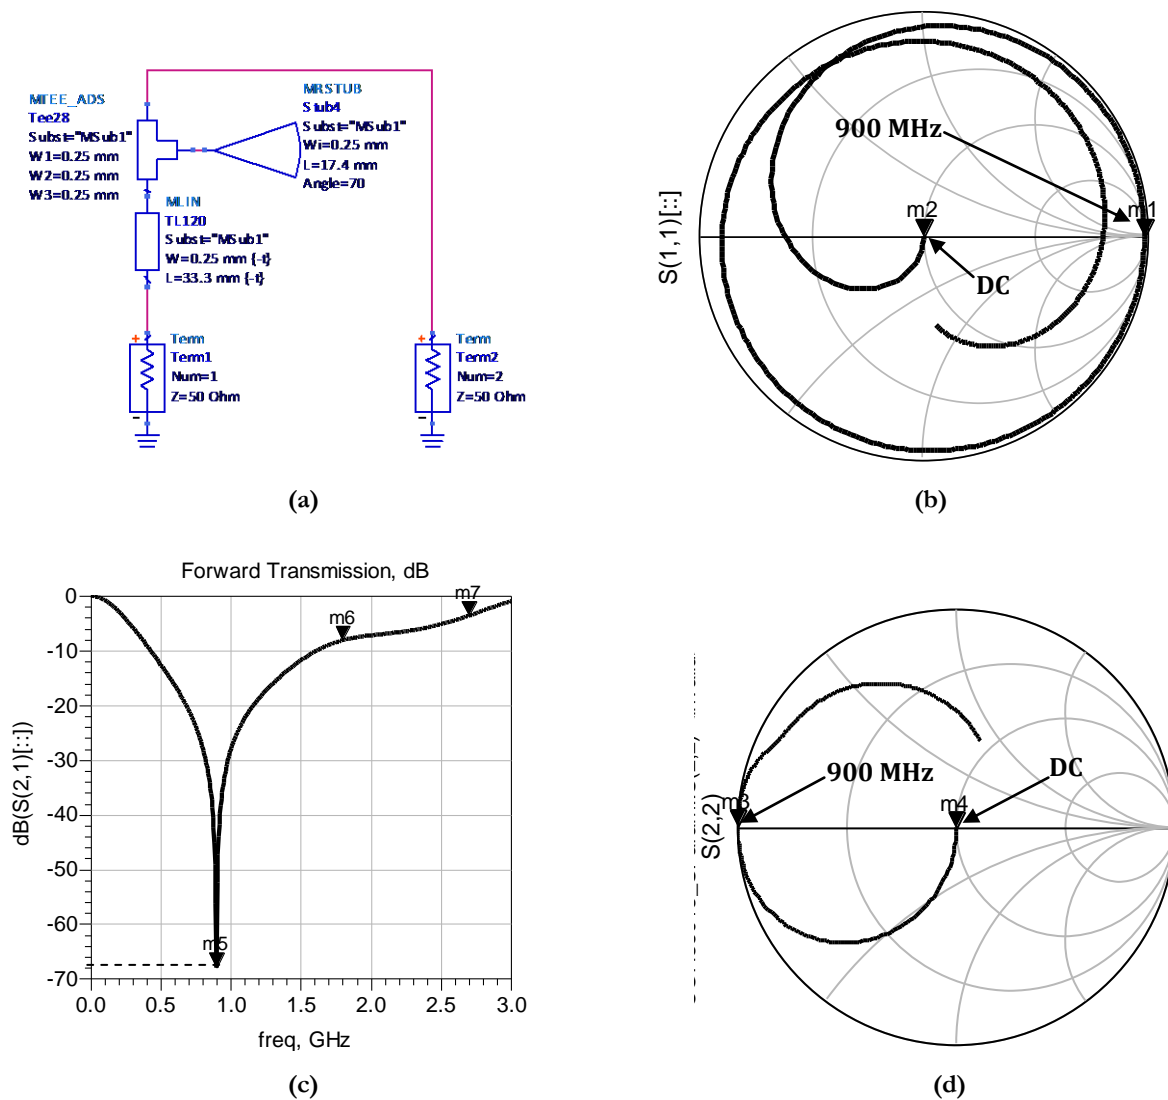 MTEE_ADS
Tee28
Subst="MSub1"
W1=0.25 mm
W2=0.25 mm
W3=0.25 mm
MRSTUB
Stub4
Subst="MSub1"
Wi=0.25 mm
L=17.4 mm
Angle=70
MLIN
TL120
Subst="MSub1"
W=0.25 mm {-t}
L=33.3 mm {-t}
+
Term
Term1
Num=1
Z=50 Ohm
-
+
Term
Term2
Num=2
Z=50 Ohm
-
(a)
S(1,1)[::]
900 MHz
m1
m2
DC
(b)
Forward Transmission, dB
dB(S(2,1)[::])
0
-10
-20
-30
-40
-50
-60
-70
m5
m6
m7
0.0 0.5 1.0 1.5 2.0 2.5 3.0
freq, GHz
(c)
S(2,2)
900 MHz
m3
m4
DC
(d)